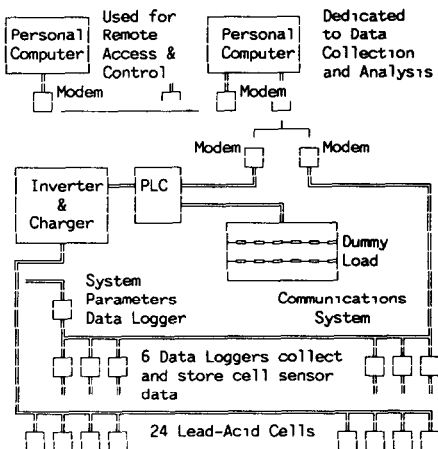 Personal
Computer
Used for
Remote
Access &
Control
Personal
Computer
Dedicated
to Data
Collection
and Analysis
Modem
Modem
Modem
Modem
Inverter
&
Charger
PLC
Dummy
Load
System
Parameters
Data Logger
Communications
System
6 Data Loggers collect
and store cell sensor
data
24 Lead-Acid Cells